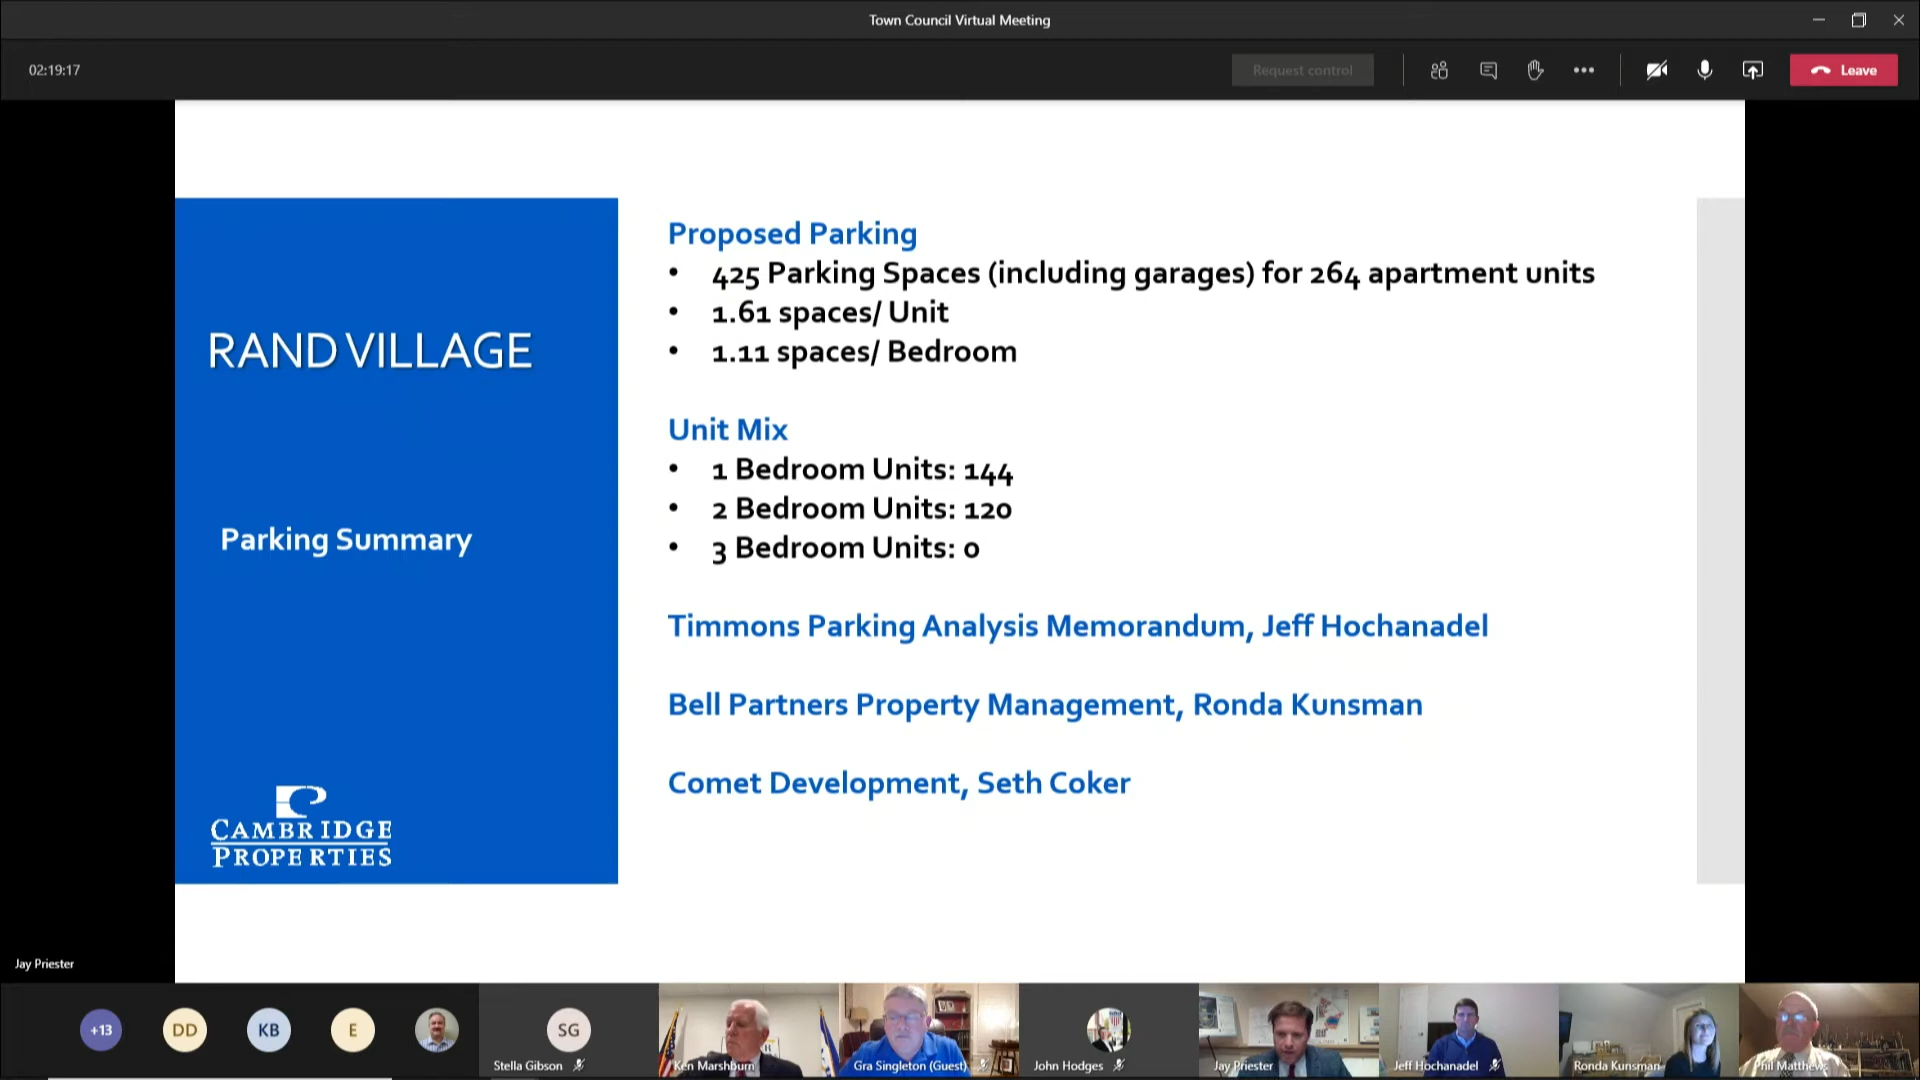 Town Council Virtual Meeting
02:19:17
Request control
Leave
RAND VILLAGE
Parking Summary
CAMBRIDGE
PROPERTIES
Proposed Parking
• 425 Parking Spaces (including garages) for 264 apartment units
• 1.61 spaces/ Unit
• 1.11 spaces/ Bedroom
Unit Mix
• 1 Bedroom Units: 144
• 2 Bedroom Units: 120
• 3 Bedroom Units: 0
Timmons Parking Analysis Memorandum, Jeff Hochanadel
Bell Partners Property Management, Ronda Kunsman
Comet Development, Seth Coker
Jay Priester
+13
DD
KB
E
SG
Stella Gibson
Ken Marshburn
Gra Singleton (Guest)
John Hodges
Jay Priester
Jeff Hochanadel
Ronda Kunsman
Phil Matthews